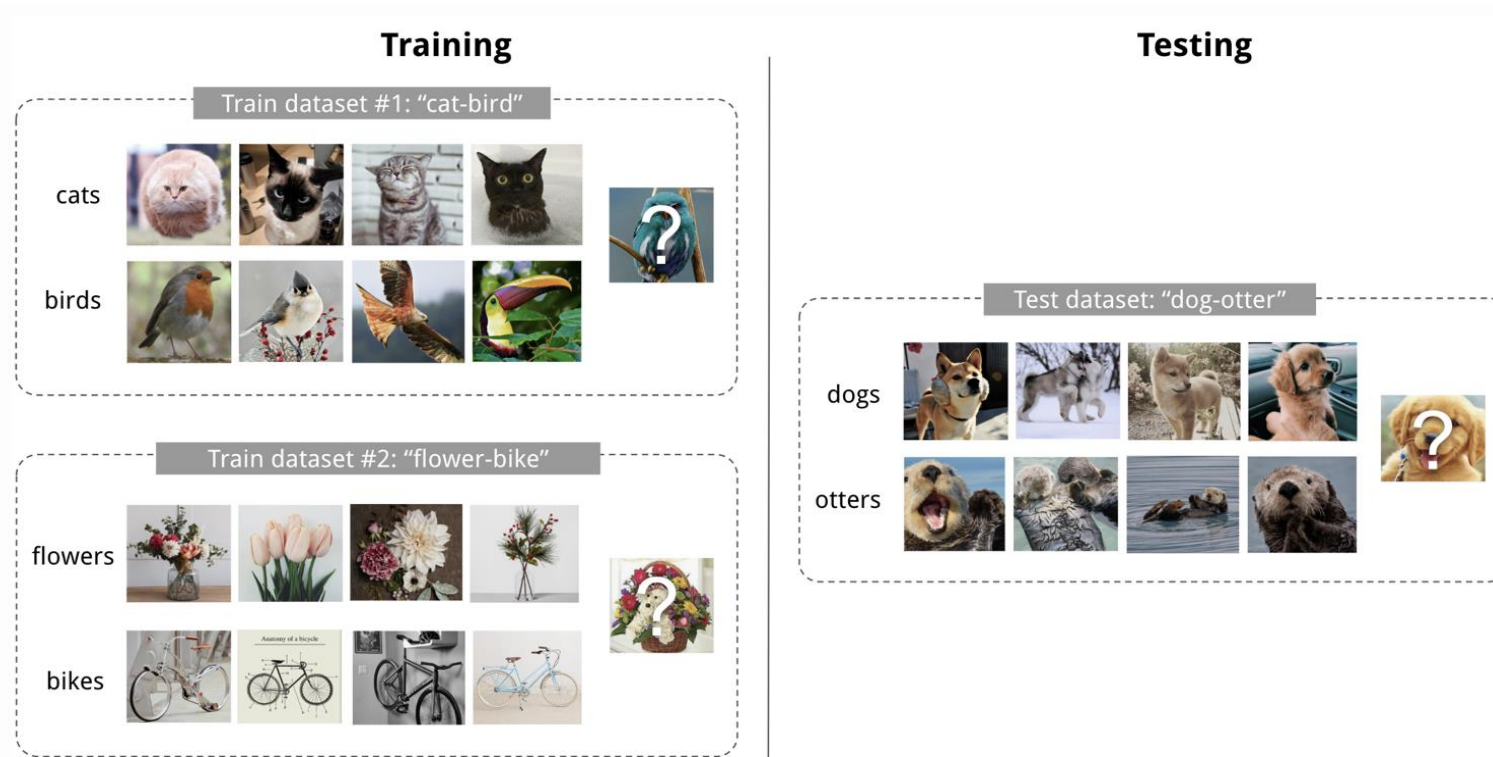 Training
Testing
Train dataset #1: “cat-bird”
cats
?
birds
Test dataset: “dog-otter”
dogs
?
otters
Train dataset #2: “flower-bike”
flowers
?
Anatomy of a bicycle
bikes